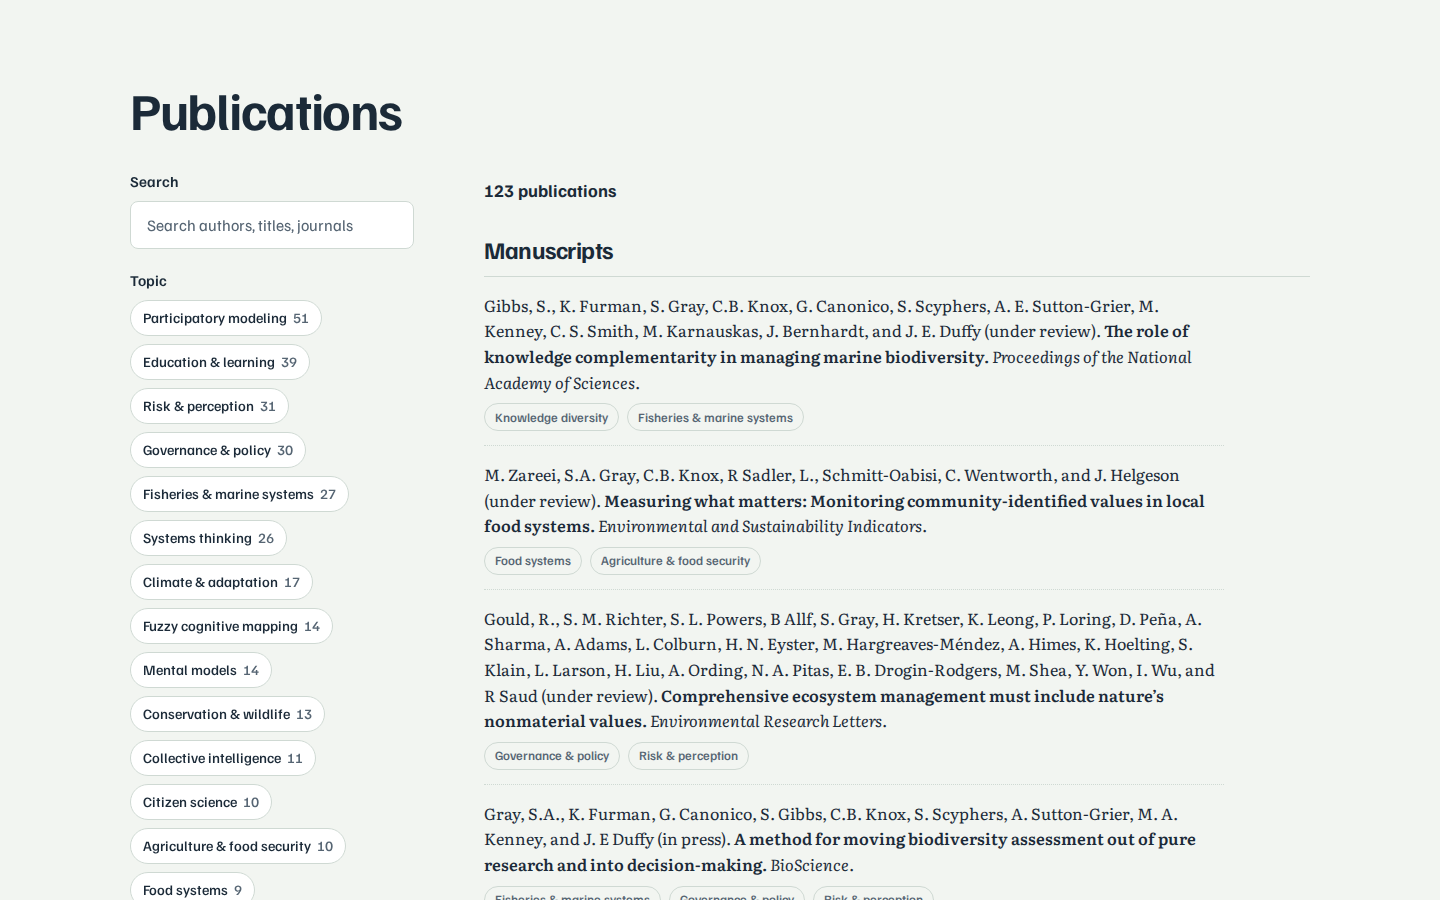 Publications
Search
Search authors, titles, journals
Topic
Participatory modeling 51
Education & learning 39
Risk & perception 31
Governance & policy 30
Fisheries & marine systems 27
Systems thinking 26
Climate & adaptation 17
Fuzzy cognitive mapping 14
Mental models 14
Conservation & wildlife 13
Collective intelligence 11
Citizen science 10
Agriculture & food security 10
Food systems 9
123 publications
Manuscripts
Gibbs, S., K. Furman, S. Gray, C.B. Knox, G. Canonico, S. Scyphers, A. E. Sutton-Grier, M.
Kenney, C. S. Smith, M. Karnauskas, J. Bernhardt, and J. E. Duffy (under review). The role of
knowledge complementarity in managing marine biodiversity. Proceedings of the National
Academy of Sciences.
Knowledge diversity
Fisheries & marine systems
M. Zareei, S.A. Gray, C.B. Knox, R Sadler, L., Schmitt-Oabisi, C. Wentworth, and J. Helgeson
(under review). Measuring what matters: Monitoring community-identified values in local
food systems. Environmental and Sustainability Indicators.
Food systems
Agriculture & food security
Gould, R., S. M. Richter, S. L. Powers, B Allf, S. Gray, H. Kretser, K. Leong, P. Loring, D. Peña, A.
Sharma, A. Adams, L. Colburn, H. N. Eyster, M. Hargreaves-Méndez, A. Himes, K. Hoelting, S.
Klain, L. Larson, H. Liu, A. Ording, N. A. Pitas, E. B. Drogin-Rodgers, M. Shea, Y. Won, I. Wu, and
R Saud (under review). Comprehensive ecosystem management must include nature’s
nonmaterial values. Environmental Research Letters.
Governance & policy
Risk & perception
Gray, S.A., K. Furman, G. Canonico, S. Gibbs, C.B. Knox, S. Scyphers, A. Sutton-Grier, M. A.
Kenney, and J. E Duffy (in press). A method for moving biodiversity assessment out of pure
research and into decision-making. BioScience.
Fisheries & marine systems
Governance & policy
Risk & perception